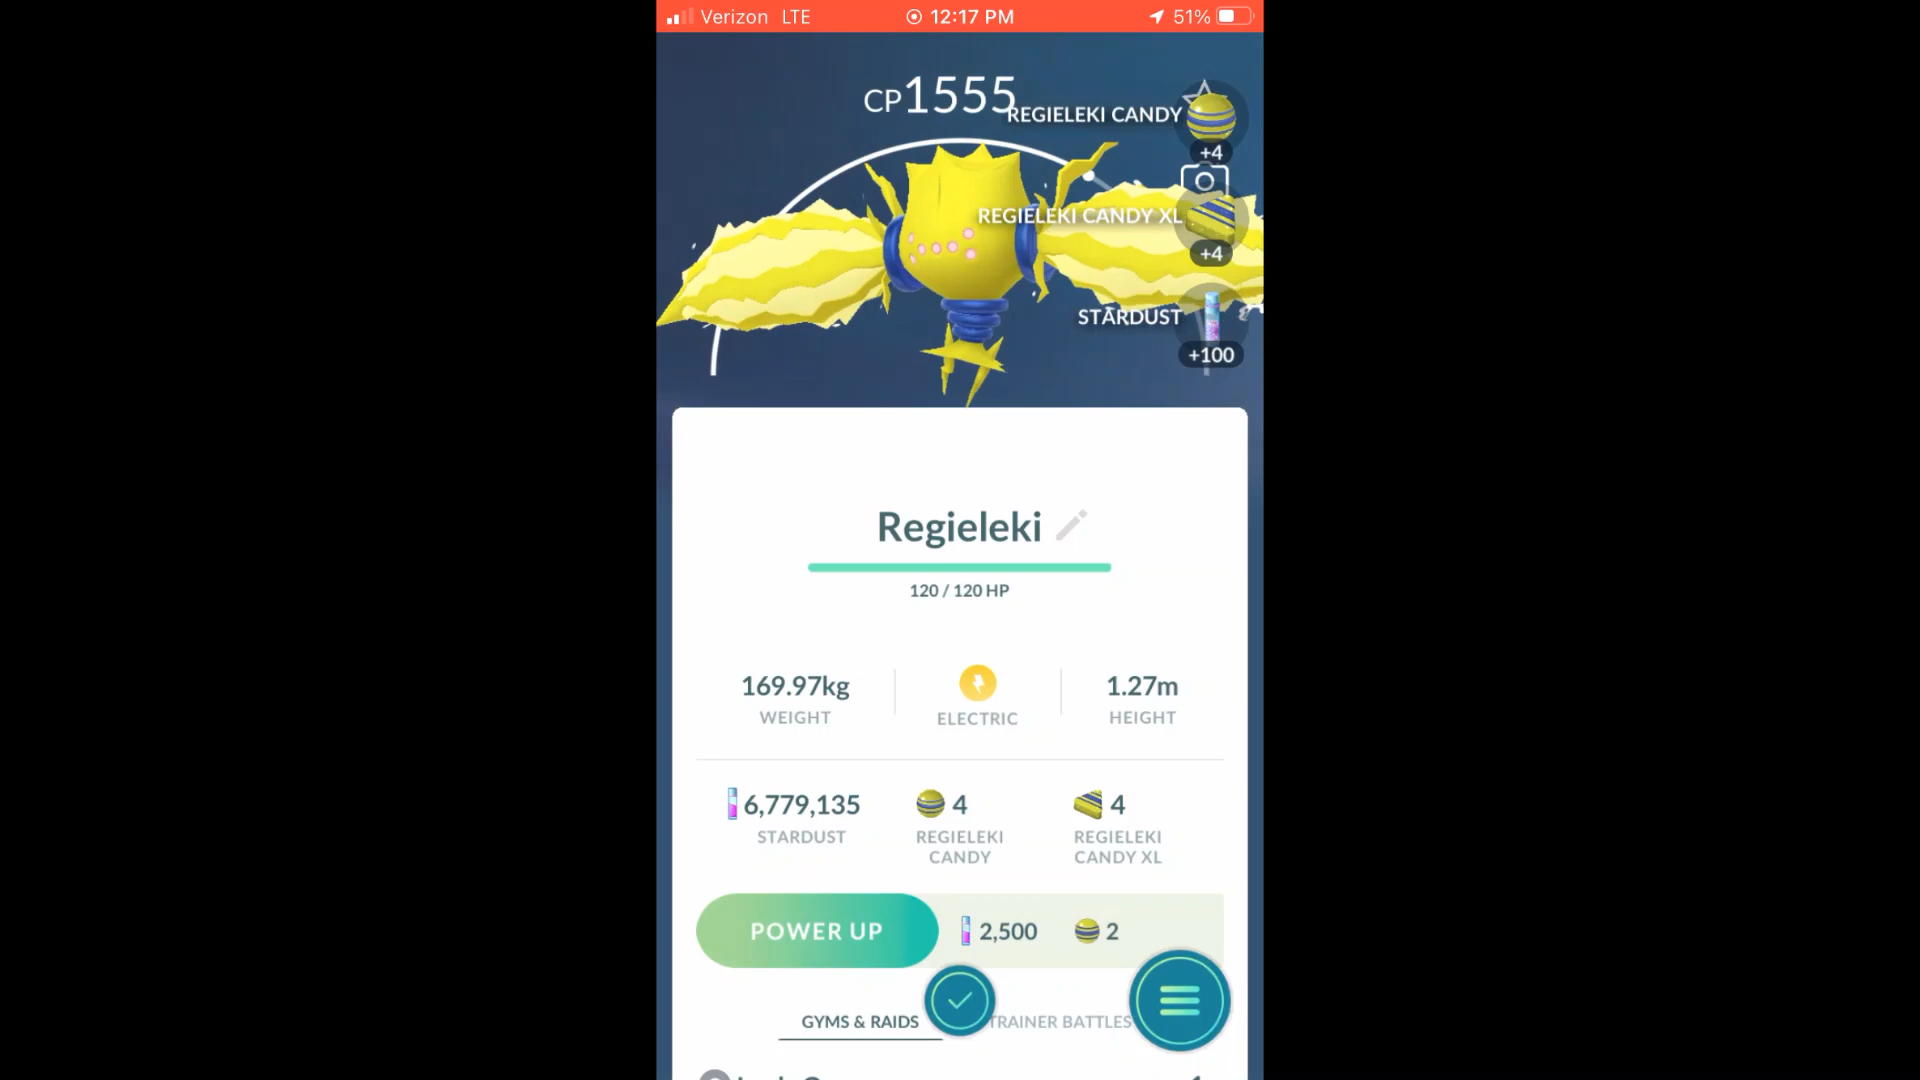 Verizon LTE 12:17 PM 51%
CP1555
REGIELEKI CANDY
+4
REGIELEKI CANDY XL
+4
STARDUST
+100
Regieleki
120 / 120 HP
169.97kg
WEIGHT
ELECTRIC
1.27m
HEIGHT
6,779,135
STARDUST
4
REGIELEKI
CANDY
4
REGIELEKI
CANDY XL
POWER UP 2,500 2
GYMS & RAIDS TRAINER BATTLES